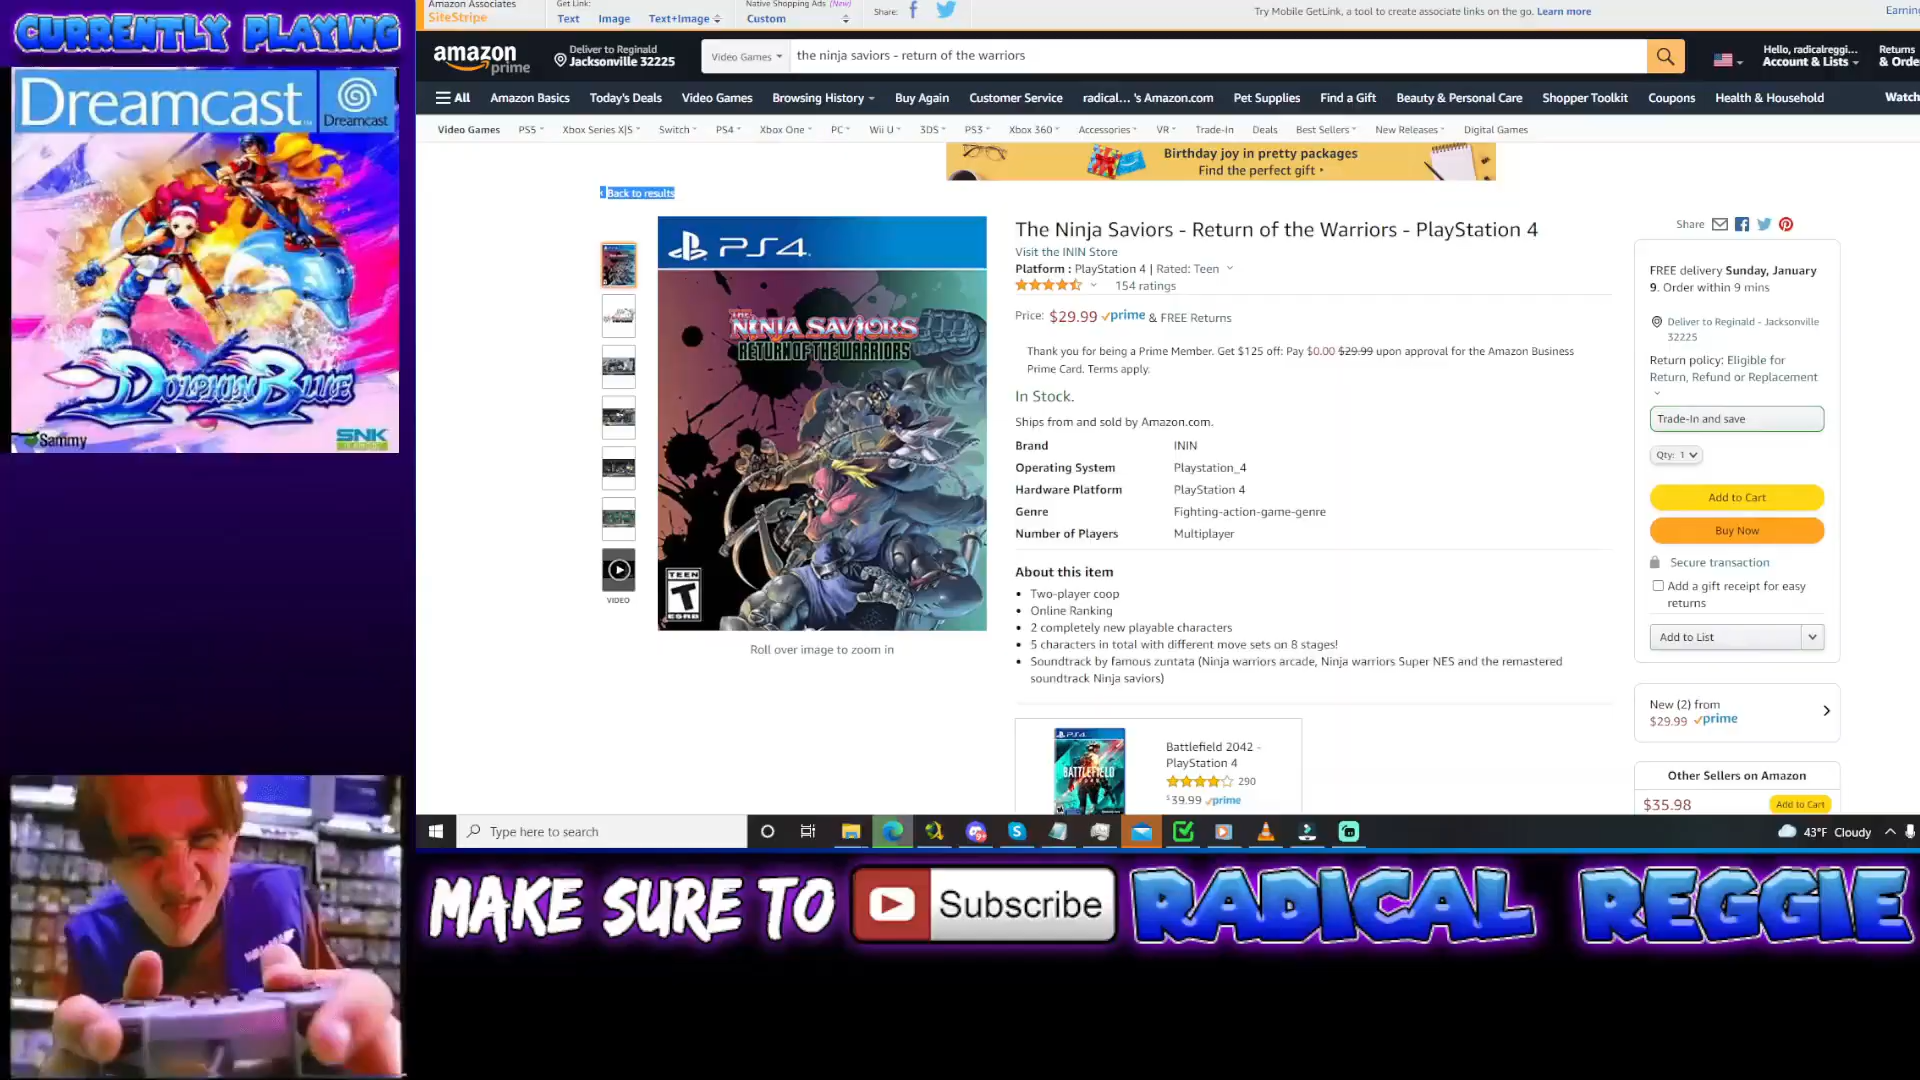 CURRENTLY PLAYING
Dreamcast
Dreamcast
DOLPHIN BLUE
Sammy
SNK
Amazon Associates
SiteStripe
Get Link:
Text Image Text+Image
Native Shopping Ads (New)
Custom
Share:
Try Mobile GetLink, a tool to create associate links on the go. Learn more
amazon prime
Deliver to Reginald
Jacksonville 32225
Video Games
the ninja saviors - return of the warriors
Hello, radicalreggi...
Account & Lists
Returns
All Amazon Basics Today's Deals Video Games Browsing History Buy Again Customer Service radical... 's Amazon.com Pet Supplies Find a Gift Beauty & Personal Care Shopper Toolkit Coupons Health & Household
Video Games PS5 Xbox Series X|S Switch PS4 Xbox One PC Wii U 3DS PS3 Xbox 360 Accessories VR Trade-In Deals Best Sellers New Releases Digital Games
Birthday joy in pretty packages
Find the perfect gift
‹ Back to results
PS4
THE NINJA SAVIORS
RETURN OF THE WARRIORS
TEEN
T
ESRB
VIDEO
Roll over image to zoom in
The Ninja Saviors - Return of the Warriors - PlayStation 4
Visit the ININ Store
Platform : PlayStation 4 | Rated: Teen
154 ratings
Price: $29.99 prime & FREE Returns
Thank you for being a Prime Member. Get $125 off: Pay $0.00 $29.99 upon approval for the Amazon Business
Prime Card. Terms apply.
In Stock.
Ships from and sold by Amazon.com.
Brand ININ
Operating System Playstation_4
Hardware Platform PlayStation 4
Genre Fighting-action-game-genre
Number of Players Multiplayer
About this item
• Two-player coop
• Online Ranking
• 2 completely new playable characters
• 5 characters in total with different move sets on 8 stages!
• Soundtrack by famous zuntata (Ninja warriors arcade, Ninja warriors Super NES and the remastered
soundtrack Ninja saviors)
PS4
BATTLEFIELD
Battlefield 2042 -
PlayStation 4
290
$39.99 prime
Share
FREE delivery Sunday, January
9. Order within 9 mins
Deliver to Reginald - Jacksonville
32225
Return policy: Eligible for
Return, Refund or Replacement
Trade-In and save
Qty: 1
Add to Cart
Buy Now
Secure transaction
Add a gift receipt for easy
returns
Add to List
New (2) from
$29.99 prime
Other Sellers on Amazon
$35.98 Add to Cart
Type here to search
43°F Cloudy
MAKE SURE TO Subscribe RADICAL REGGIE